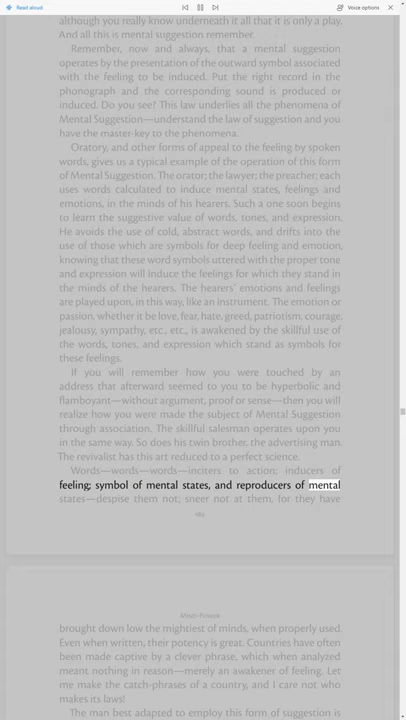 Read aloud
Voice options
although you really know underneath it all that it is only a play.
And all this is mental suggestion remember.
Remember, now and always, that a mental suggestion
operates by the presentation of the outward symbol associated
with the feeling to be induced. Put the right record in the
phonograph and the corresponding sound is produced or
induced. Do you see? This law underlies all the phenomena of
Mental Suggestion—understand the law of suggestion and you
have the master-key to the phenomena.
Oratory, and other forms of appeal to the feeling by spoken
words, gives us a typical example of the operation of this form
of Mental Suggestion. The orator; the lawyer; the preacher; each
uses words calculated to induce mental states, feelings and
emotions, in the minds of his hearers. Such a one soon begins
to learn the suggestive value of words, tones, and expression.
He avoids the use of cold, abstract words, and drifts into the
use of those which are symbols for deep feeling and emotion,
knowing that these word symbols uttered with the proper tone
and expression will induce the feelings for which they stand in
the minds of the hearers. The hearers' emotions and feelings
are played upon, in this way, like an instrument. The emotion or
passion, whether it be love, fear, hate, greed, patriotism, courage,
jealousy, sympathy, etc., etc., is awakened by the skillful use of
the words, tones, and expression which stand as symbols for
these feelings.
If you will remember how you were touched by an
address that afterward seemed to you to be hyperbolic and
flamboyant—without argument, proof or sense—then you will
realize how you were made the subject of Mental Suggestion
through association. The skillful salesman operates upon you
in the same way. So does his twin brother, the advertising man.
The revivalist has this art reduced to a perfect science.
Words—words—words—inciters to action; inducers of
feeling; symbol of mental states, and reproducers of mental
states—despise them not; sneer not at them, for they have
Mind-Power
brought down low the mightiest of minds, when properly used.
Even when written, their potency is great. Countries have often
been made captive by a clever phrase, which when analyzed
meant nothing in reason—merely an awakener of feeling. Let
me make the catch-phrases of a country, and I care not who
makes its laws!
The man best adapted to employ this form of suggestion is